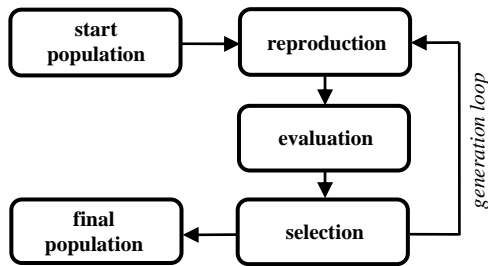 start
population
reproduction
evaluation
generation loop
final
population
selection